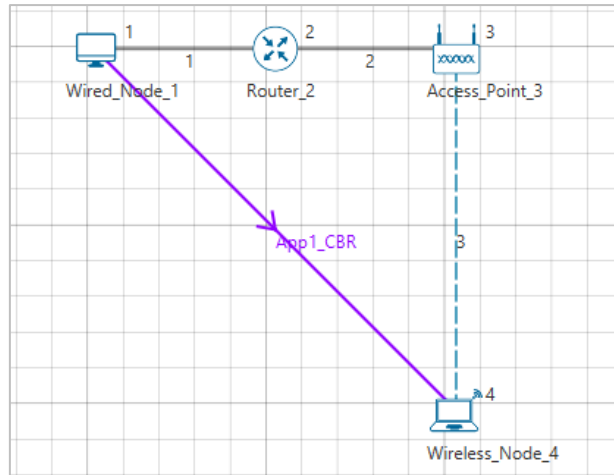 1
2
3
1
2
Wired_Node_1
Router_2
Access_Point_3
App1_CBR
3
4
Wireless_Node_4